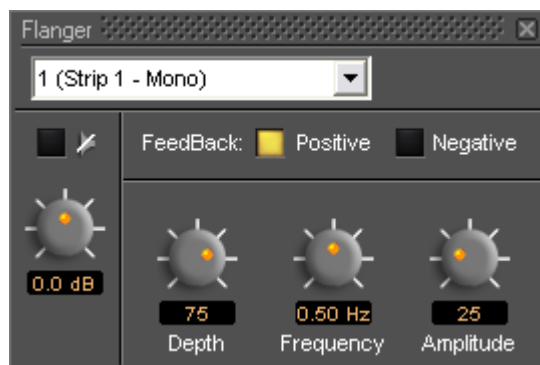 Flanger
1 (Strip 1 - Mono)
FeedBack: Positive Negative
0.0 dB
75 0.50 Hz 25
Depth Frequency Amplitude